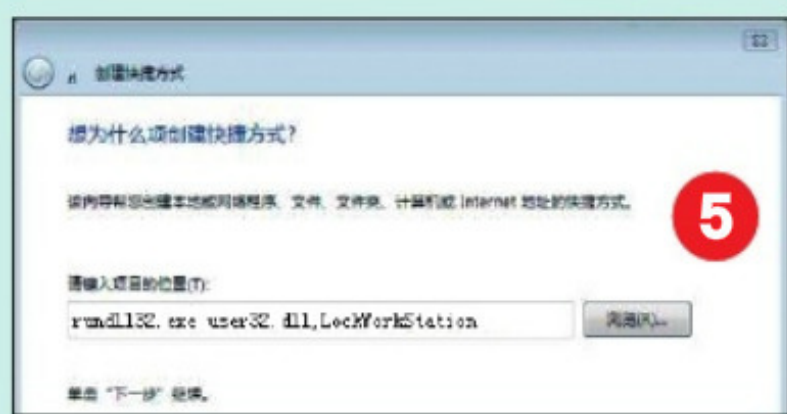 创建快捷方式
想为什么项创建快捷方式?
该向导帮您创建本地或网络程序、文件、文件夹、计算机或 Internet 地址的快捷方式。
5
请键入项目的位置(T):
rundll32.exe user32.dll,LockWorkStation
浏览(R)...
单击 "下一步" 继续。